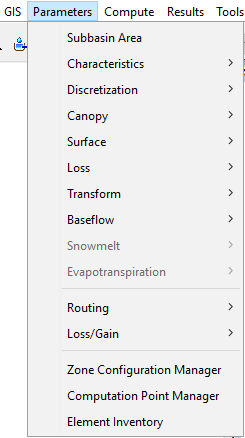 GIS Parameters Compute Results Tools
Subbasin Area
Characteristics
Discretization
Canopy
Surface
Loss
Transform
Baseflow
Snowmelt
Evapotranspiration
Routing
Loss/Gain
Zone Configuration Manager
Computation Point Manager
Element Inventory